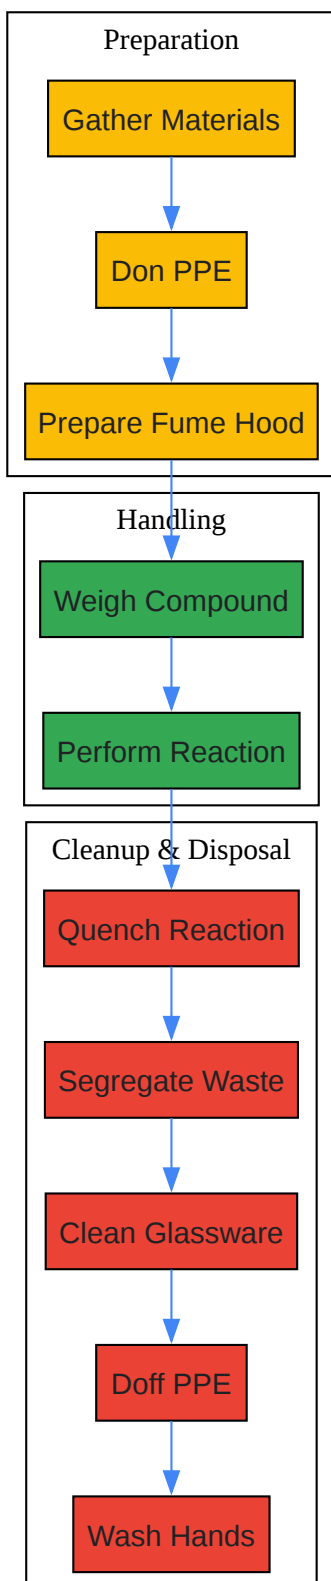 Preparation
Gather Materials
Don PPE
Prepare Fume Hood
Handling
Weigh Compound
Perform Reaction
Cleanup & Disposal
Quench Reaction
Segregate Waste
Clean Glassware
Doff PPE
Wash Hands